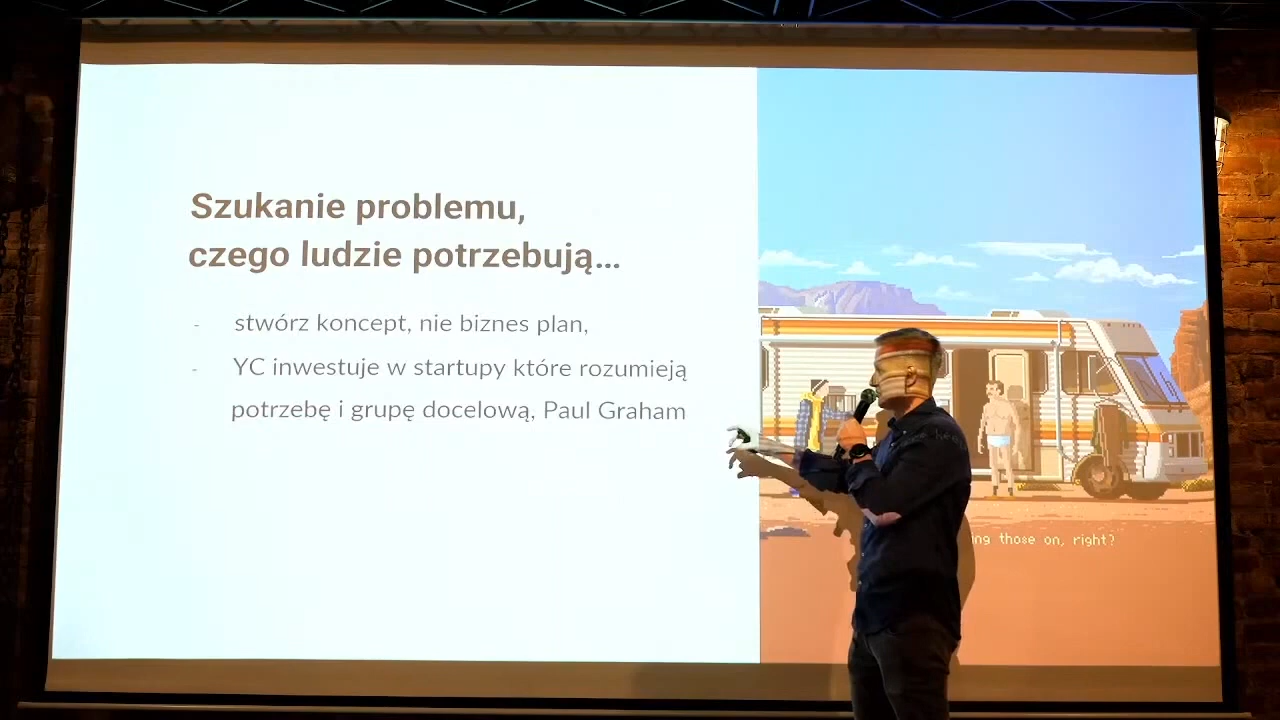 Szukanie problemu,
czego ludzie potrzebują...
- stwórz koncept, nie biznes plan,
- YC inwestuje w startupy które rozumieją
potrzebę i grupę docelową, Paul Graham
those on, right?